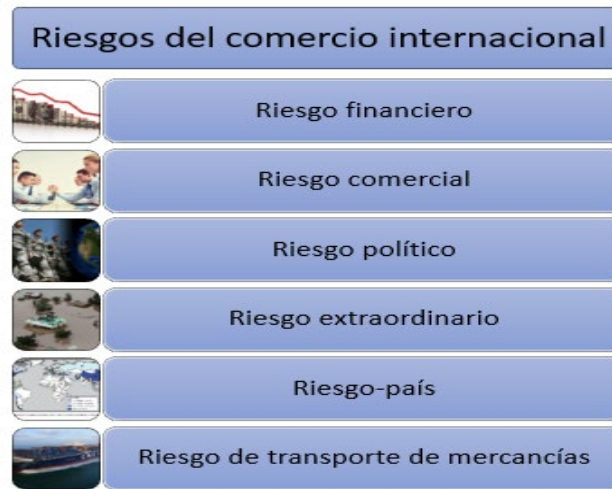 Riesgos del comercio internacional
Riesgo financiero
Riesgo comercial
Riesgo político
Riesgo extraordinario
Riesgo-país
Riesgo de transporte de mercancías